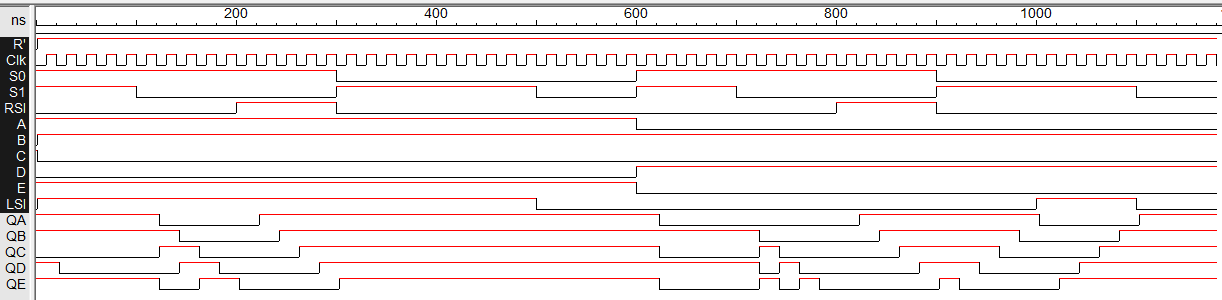 ns 200 400 600 800 1000
R'
Clk
S0
S1
RSI
A
B
C
D
E
LSI
QA
QB
QC
QD
QE